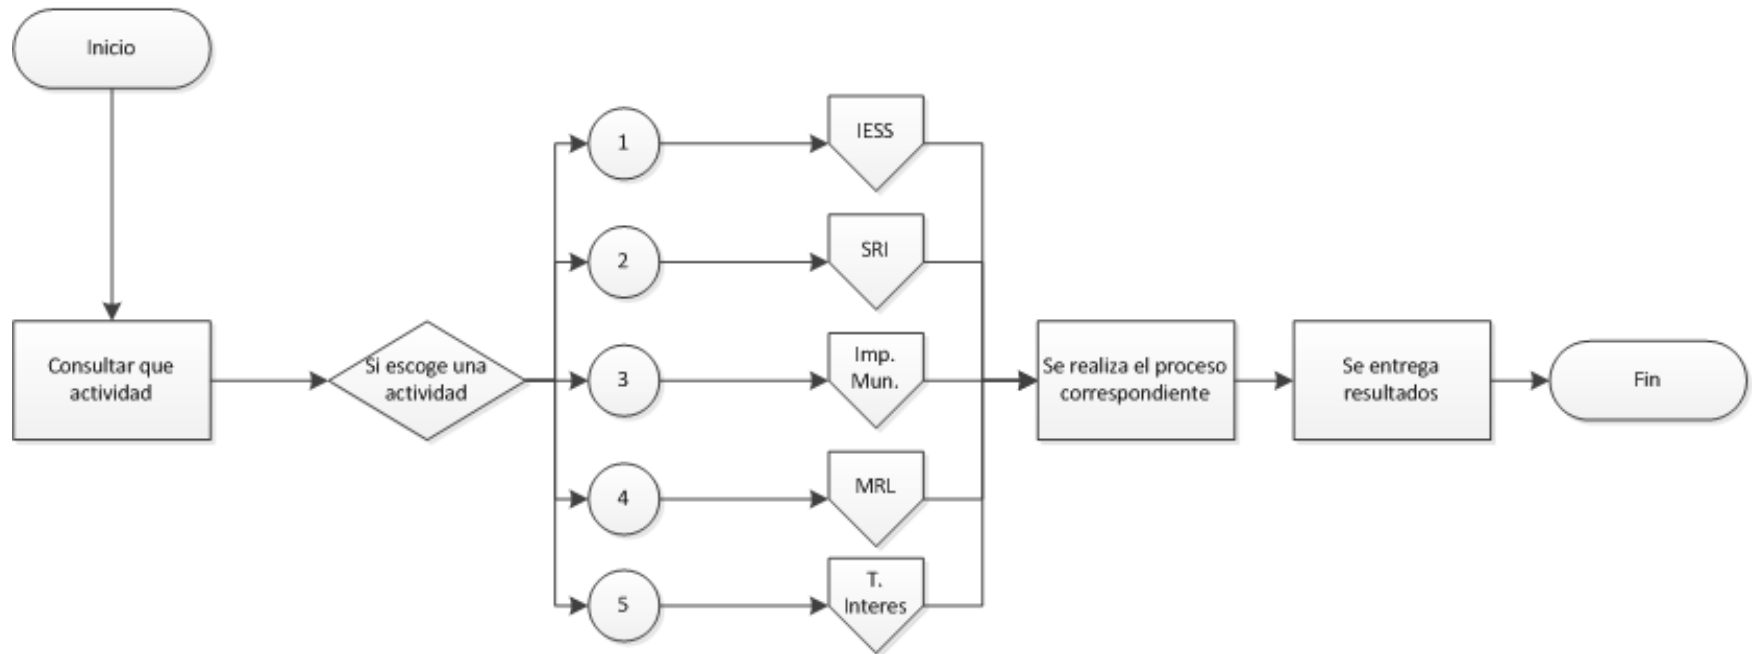 Inicio
Consultar que
actividad
Si escoge una
actividad
1
IESS
2
SRI
3
Imp.
Mun.
4
MRL
5
T.
Interes
Se realiza el proceso
correspondiente
Se entrega
resultados
Fin